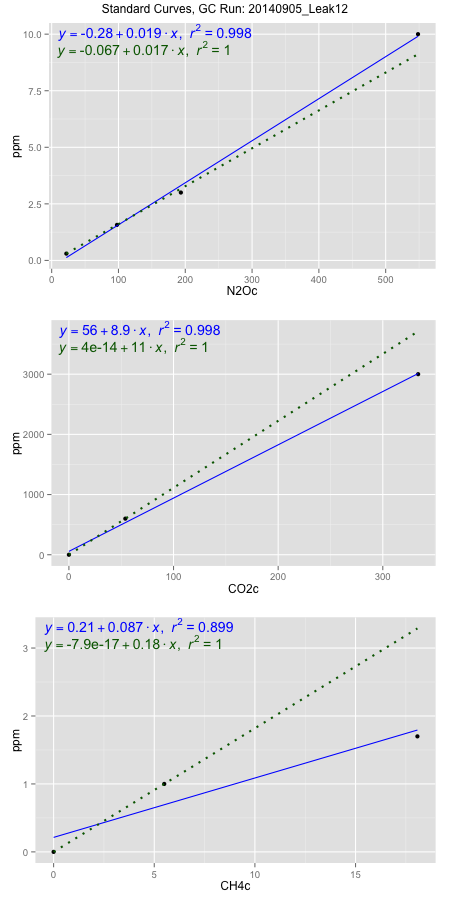 Standard Curves, GC Run: 20140905_Leak12
y = -0.28 + 0.019 · x, r² = 0.998
y = -0.067 + 0.017 · x, r² = 1
10.0
7.5
5.0
2.5
0.0
ppm
0 100 200 300 400 500
N2Oc
y = 56 + 8.9 · x, r² = 0.998
y = 4e-14 + 11 · x, r² = 1
3000
2000
1000
0
ppm
0 100 200 300
CO2c
y = 0.21 + 0.087 · x, r² = 0.899
y = -7.9e-17 + 0.18 · x, r² = 1
3
2
1
0
ppm
0 5 10 15
CH4c